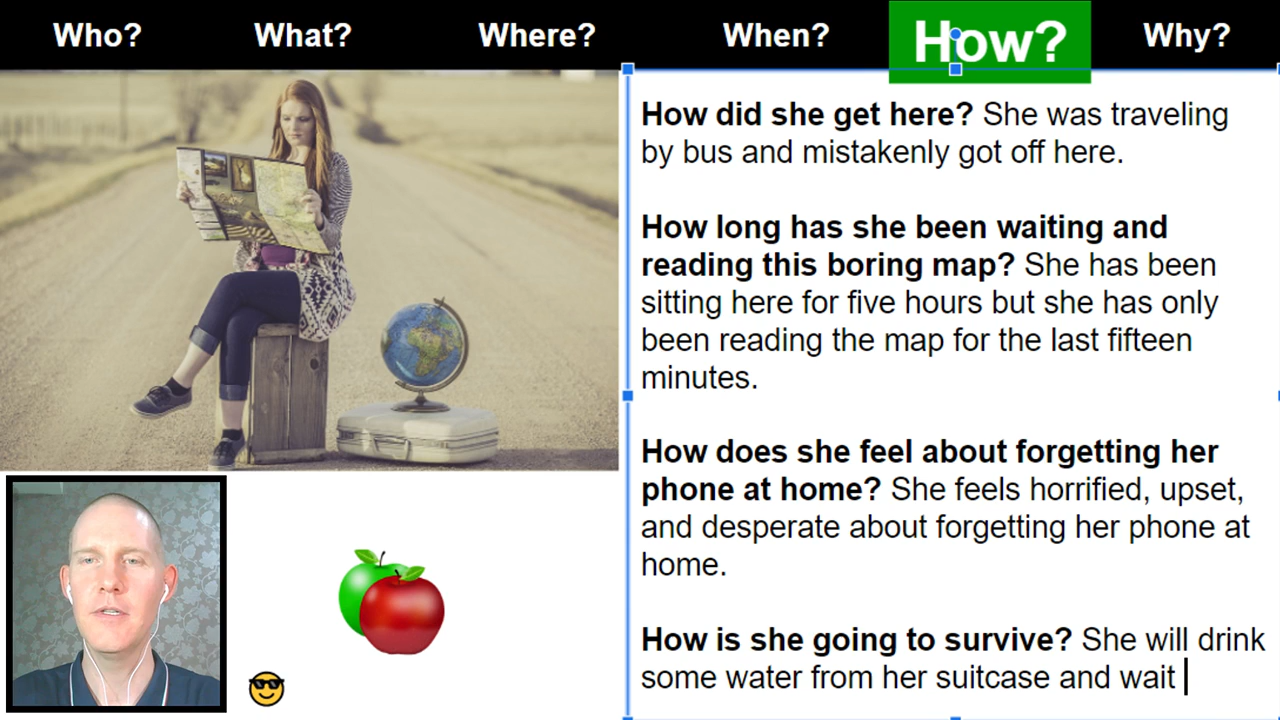 Who? What? Where? When? How? Why?
How did she get here? She was traveling
by bus and mistakenly got off here.
How long has she been waiting and
reading this boring map? She has been
sitting here for five hours but she has only
been reading the map for the last fifteen
minutes.
How does she feel about forgetting her
phone at home? She feels horrified, upset,
and desperate about forgetting her phone at
home.
How is she going to survive? She will drink
some water from her suitcase and wait